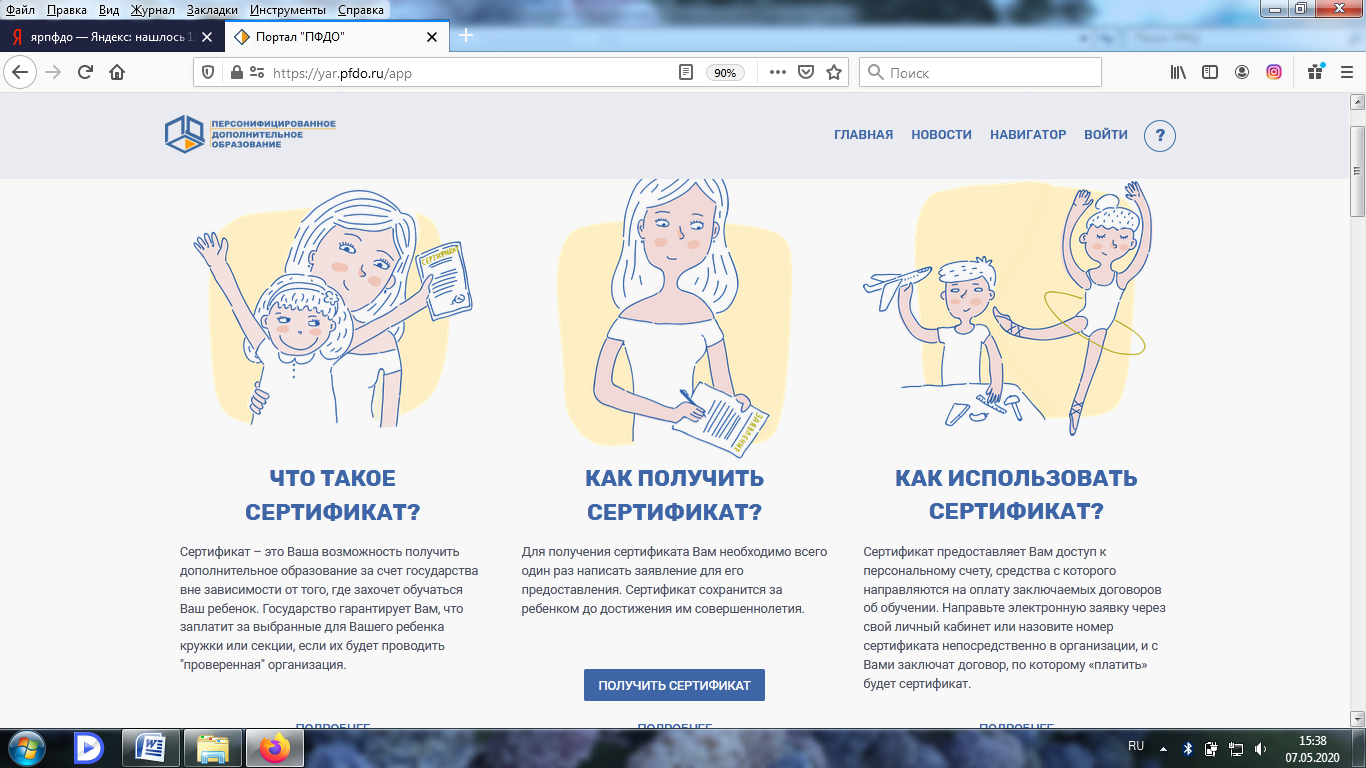 Файл Правка Вид Журнал Закладки Инструменты Справка
ярпфдо — Яндекс: нашлось 1
Портал "ПФДО"
https://yar.pfdo.ru/app
90%
Поиск
ПЕРСОНИФИЦИРОВАННОЕ
ДОПОЛНИТЕЛЬНОЕ
ОБРАЗОВАНИЕ
ГЛАВНАЯ НОВОСТИ НАВИГАТОР ВОЙТИ ?
СЕРТИФИКАТ
ЗАЯВЛЕНИЕ
ЧТО ТАКОЕ
СЕРТИФИКАТ?
Сертификат – это Ваша возможность получить
дополнительное образование за счет государства
вне зависимости от того, где захочет обучаться
Ваш ребенок. Государство гарантирует Вам, что
заплатит за выбранные для Вашего ребенка
кружки или секции, если их будет проводить
"проверенная" организация.
ПОДРОБНЕЕ
КАК ПОЛУЧИТЬ
СЕРТИФИКАТ?
Для получения сертификата Вам необходимо всего
один раз написать заявление для его
предоставления. Сертификат сохранится за
ребенком до достижения им совершеннолетия.
ПОЛУЧИТЬ СЕРТИФИКАТ
ПОДРОБНЕЕ
КАК ИСПОЛЬЗОВАТЬ
СЕРТИФИКАТ?
Сертификат предоставляет Вам доступ к
персональному счету, средства с которого
направляются на оплату заключаемых договоров
об обучении. Направьте электронную заявку через
свой личный кабинет или назовите номер
сертификата непосредственно в организации, и с
Вами заключат договор, по которому «платить»
будет сертификат.
ПОДРОБНЕЕ
RU
15:38
07.05.2020